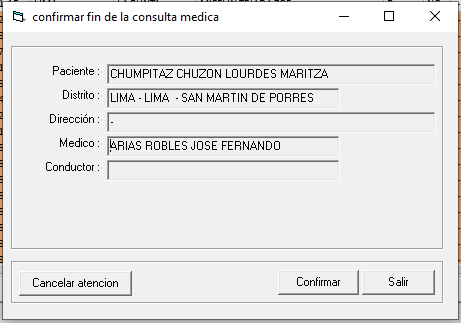 confirmar fin de la consulta medica
Paciente : CHUMPITAZ CHUZON LOURDES MARITZA
Distrito : LIMA - LIMA - SAN MARTIN DE PORRES
Dirección : -
Medico : ARIAS ROBLES JOSE FERNANDO
Conductor :
Cancelar atencion Confirmar Salir